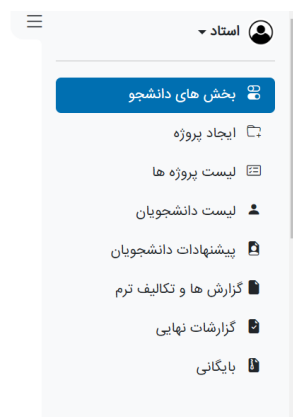 استاد
بخش های دانشجو
ایجاد پروژه
لیست پروژه ها
لیست دانشجویان
پیشنهادات دانشجویان
گزارش ها و تکالیف ترم
گزارشات نهایی
بایگانی